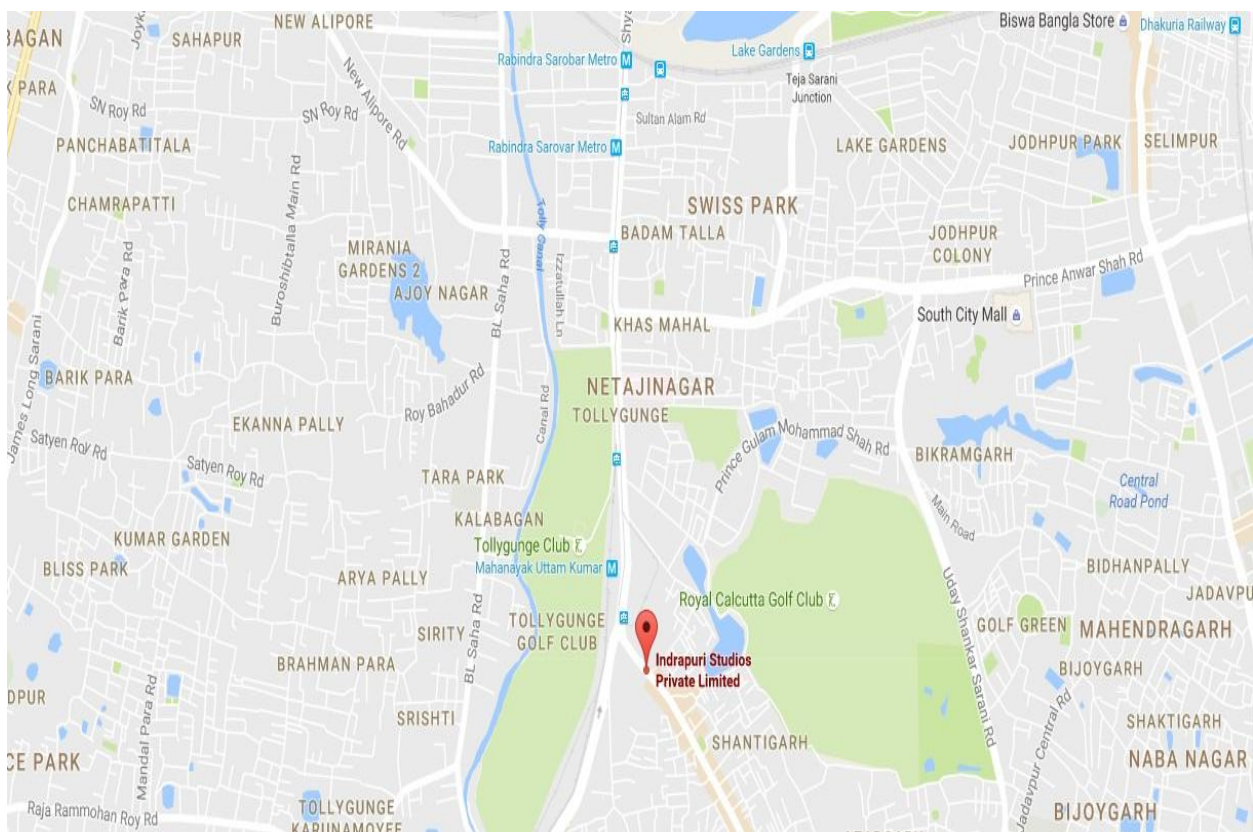 NEW ALIPORE
SAHAPUR
BAGAN
K PARA
Biswa Bangla Store
Dhakuria Railway
Rabindra Sarobar Metro
Lake Gardens
Teja Sarani
Junction
New Alipore Rd
SN Roy Rd
SN Roy Rd
Sultan Alam Rd
PANCHABATITALA
Rabindra Sarovar Metro
LAKE GARDENS
JODHPUR PARK
SELIMPUR
CHAMRAPATTI
Buroshibtalla Main Rd
Tolly Canal
SWISS PARK
BADAM TALLA
JODHPUR
COLONY
MIRANIA
GARDENS 2
AJOY NAGAR
Barik Para Rd
BL Saha Rd
Izzatullah Ln
Prince Anwar Shah Rd
South City Mall
KHAS MAHAL
James Long Sarani
BARIK PARA
Roy Bahadur Rd
Canal Rd
NETAJINAGAR
TOLLYGUNGE
EKANNA PALLY
Satyen Roy Rd
Satyen Roy Rd
Prince Gulam Mohammad Shah Rd
BIKRAMGARH
TARA PARK
Central
Road Pond
Main Road
KALABAGAN
KUMAR GARDEN
Tollygunge Club
Mahanayak Uttam Kumar
BLISS PARK
ARYA PALLY
BIDHANPALLY
JADAVPU
Royal Calcutta Golf Club
Uday Shankar Sarani Rd
TOLLYGUNGE
GOLF CLUB
SIRITY
BL Saha Rd
GOLF GREEN
MAHENDRAGARH
Indrapuri Studios
Private Limited
BRAHMAN PARA
BIJOYGARH
DPUR
Mandal Para Rd
SRISHTI
SHAKTIGARH
SHANTIGARH
Jadavpur Central Rd
CE PARK
NABA NAGAR
Raja Rammohan Roy Rd
TOLLYGUNGE
KARUNAMOYEE
BIJOYGARH